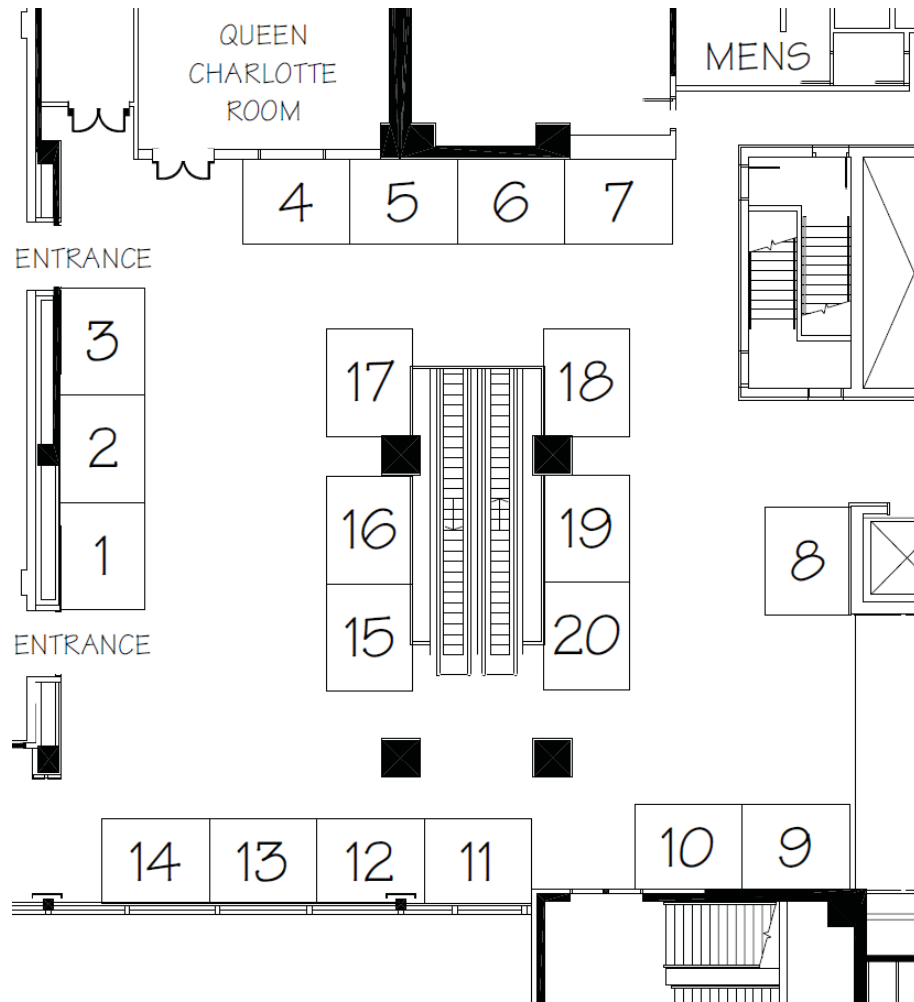 QUEEN
CHARLOTTE
ROOM
MENS
4 5 6 7
ENTRANCE
3
17 18
2
16 19
1
8
15 20
ENTRANCE
14 13 12 11
10 9